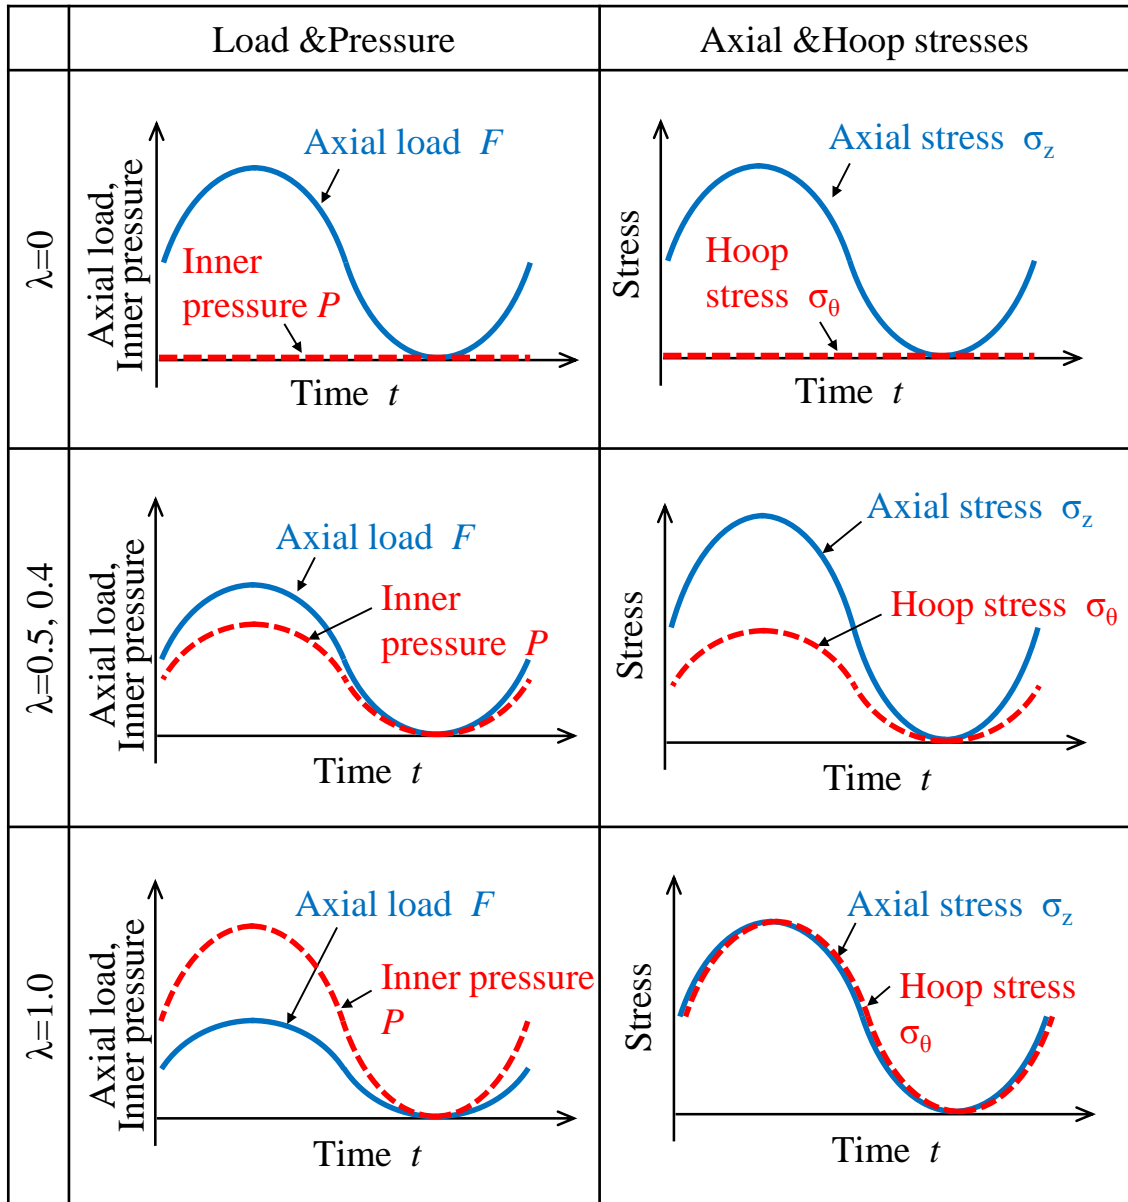 Load &Pressure
Axial &Hoop stresses
λ=0
Axial load,
Inner pressure
Axial load F
Inner
pressure P
Time t
Stress
Axial stress σz
Hoop
stress σθ
Time t
λ=0.5, 0.4
Axial load,
Inner pressure
Axial load F
Inner
pressure P
Time t
Stress
Axial stress σz
Hoop stress σθ
Time t
λ=1.0
Axial load,
Inner pressure
Axial load F
Inner pressure
P
Time t
Stress
Axial stress σz
Hoop stress
σθ
Time t